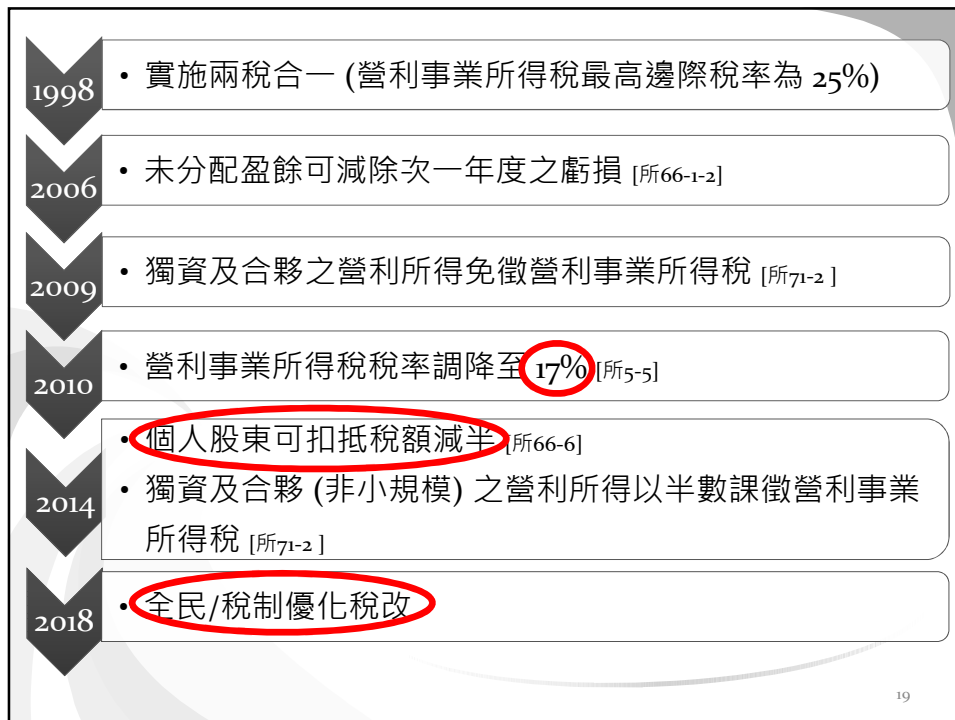 1998
• 實施兩稅合一 (營利事業所得稅最高邊際稅率為 25%)
2006
• 未分配盈餘可減除次一年度之虧損 [所66-1-2]
2009
• 獨資及合夥之營利所得免徵營利事業所得稅 [所71-2 ]
2010
• 營利事業所得稅稅率調降至 17% [所5-5]
2014
• 個人股東可扣抵稅額減半 [所66-6]
• 獨資及合夥 (非小規模) 之營利所得以半數課徵營利事業
所得稅 [所71-2 ]
2018
• 全民/稅制優化稅改
19